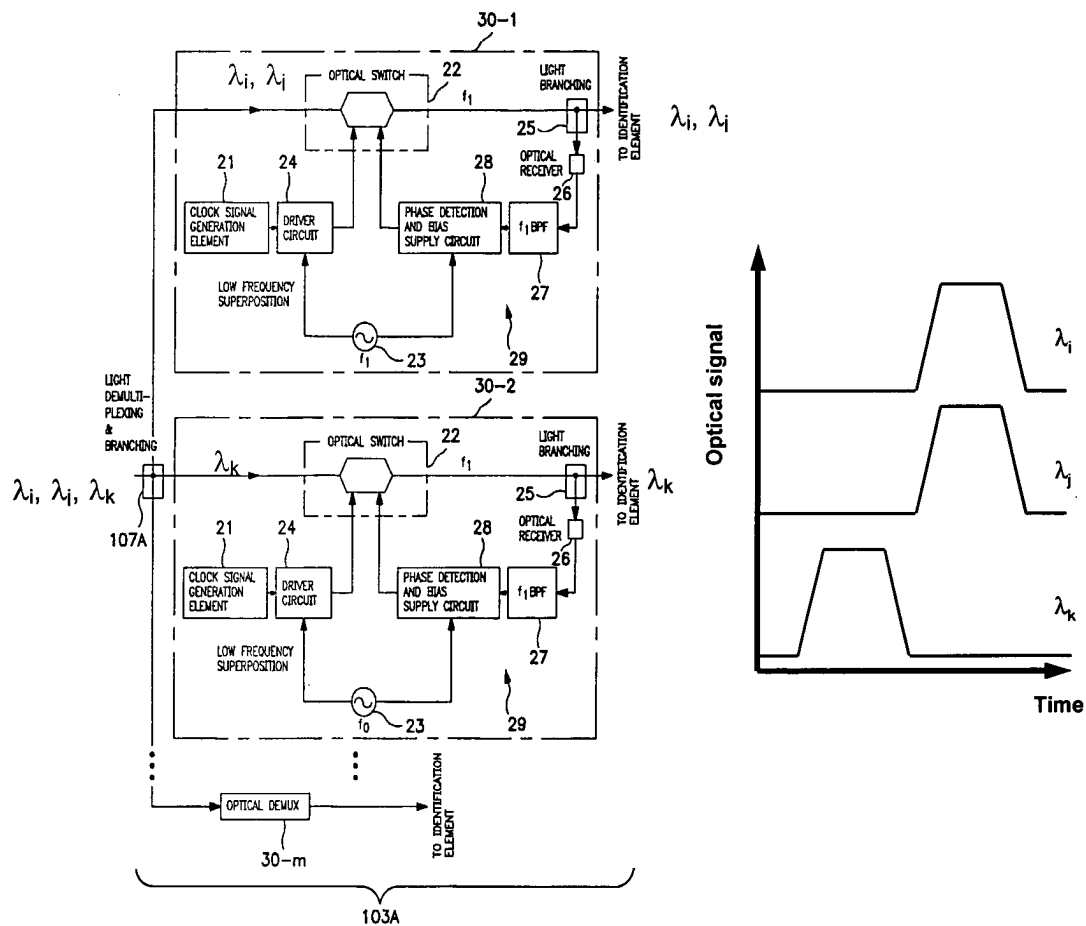 30-1
λi, λj
OPTICAL SWITCH
22
f1
LIGHT
BRANCHING
25
TO IDENTIFICATION
ELEMENT
λi, λj
OPTICAL
RECEIVER
26
21
24
28
CLOCK SIGNAL
GENERATION
ELEMENT
DRIVER
CIRCUIT
PHASE DETECTION
AND BIAS
SUPPLY CIRCUIT
f1 BPF
27
LOW FREQUENCY
SUPERPOSITION
f1
23
29
LIGHT
DEMULTI-
PLEXING
&
BRANCHING
λi, λj, λk
107A
30-2
λk
OPTICAL SWITCH
22
f1
LIGHT
BRANCHING
25
TO IDENTIFICATION
ELEMENT
λk
OPTICAL
RECEIVER
26
21
24
28
CLOCK SIGNAL
GENERATION
ELEMENT
DRIVER
CIRCUIT
PHASE DETECTION
AND BIAS
SUPPLY CIRCUIT
f1 BPF
27
LOW FREQUENCY
SUPERPOSITION
f0
23
29
OPTICAL DEMUX
30-m
TO IDENTIFICATION
ELEMENT
103A
Optical signal
λi
λj
λk
Time